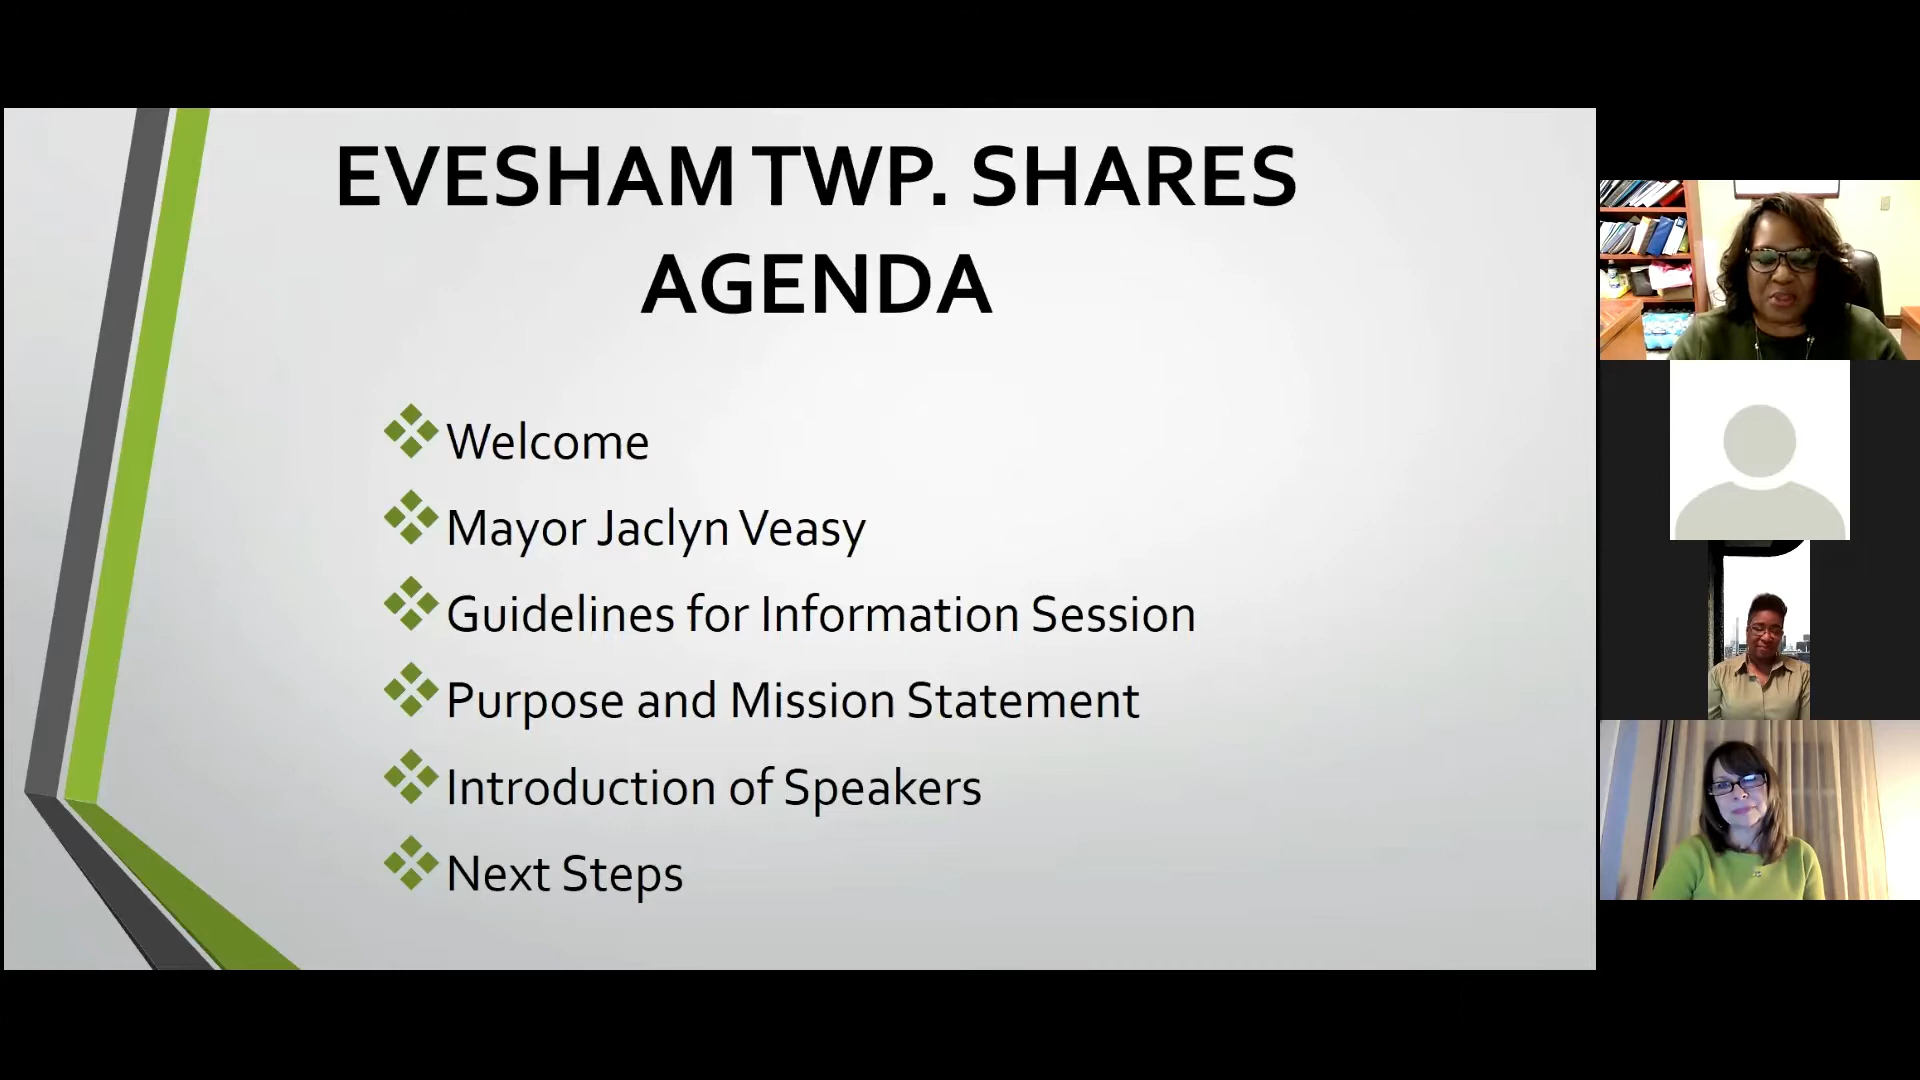 EVESHAM TWP. SHARES
AGENDA
Welcome
Mayor Jaclyn Veasy
Guidelines for Information Session
Purpose and Mission Statement
Introduction of Speakers
Next Steps